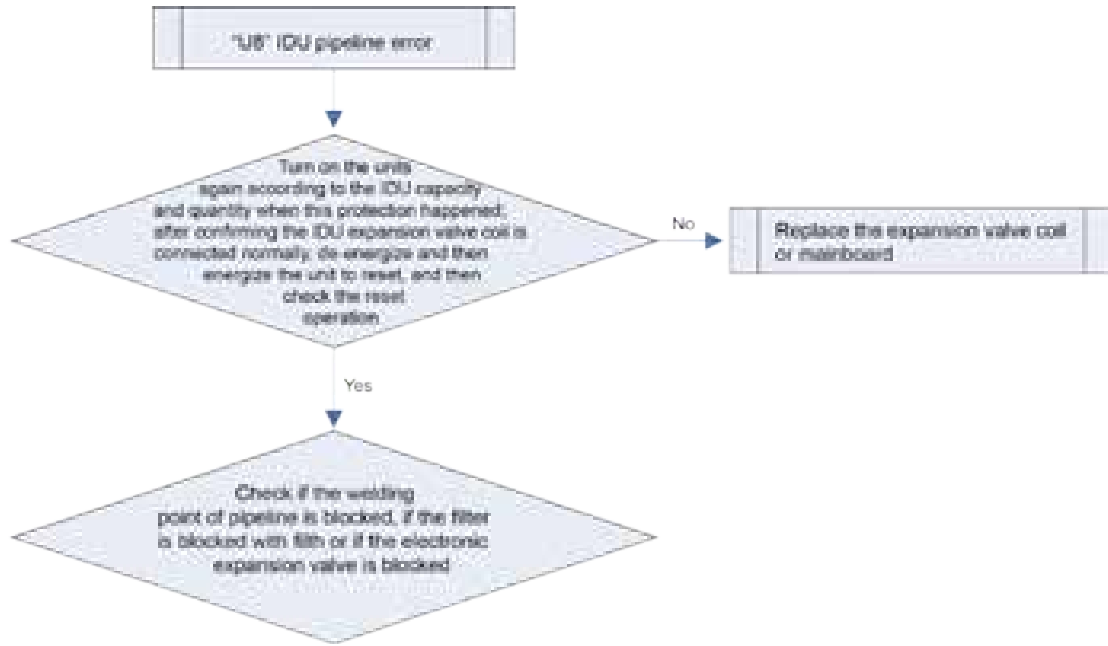 "U8" IDU pipeline error
Turn on the units
again according to the IDU capacity
and quantity when this protection happened;
after confirming the IDU expansion valve coil is
connected normally, de-energize and then
energize the unit to reset, and then
check the reset
operation
No
Replace the expansion valve coil
or mainboard
Yes
Check if the welding
point of pipeline is blocked, if the filter
is blocked with filth or if the electronic
expansion valve is blocked